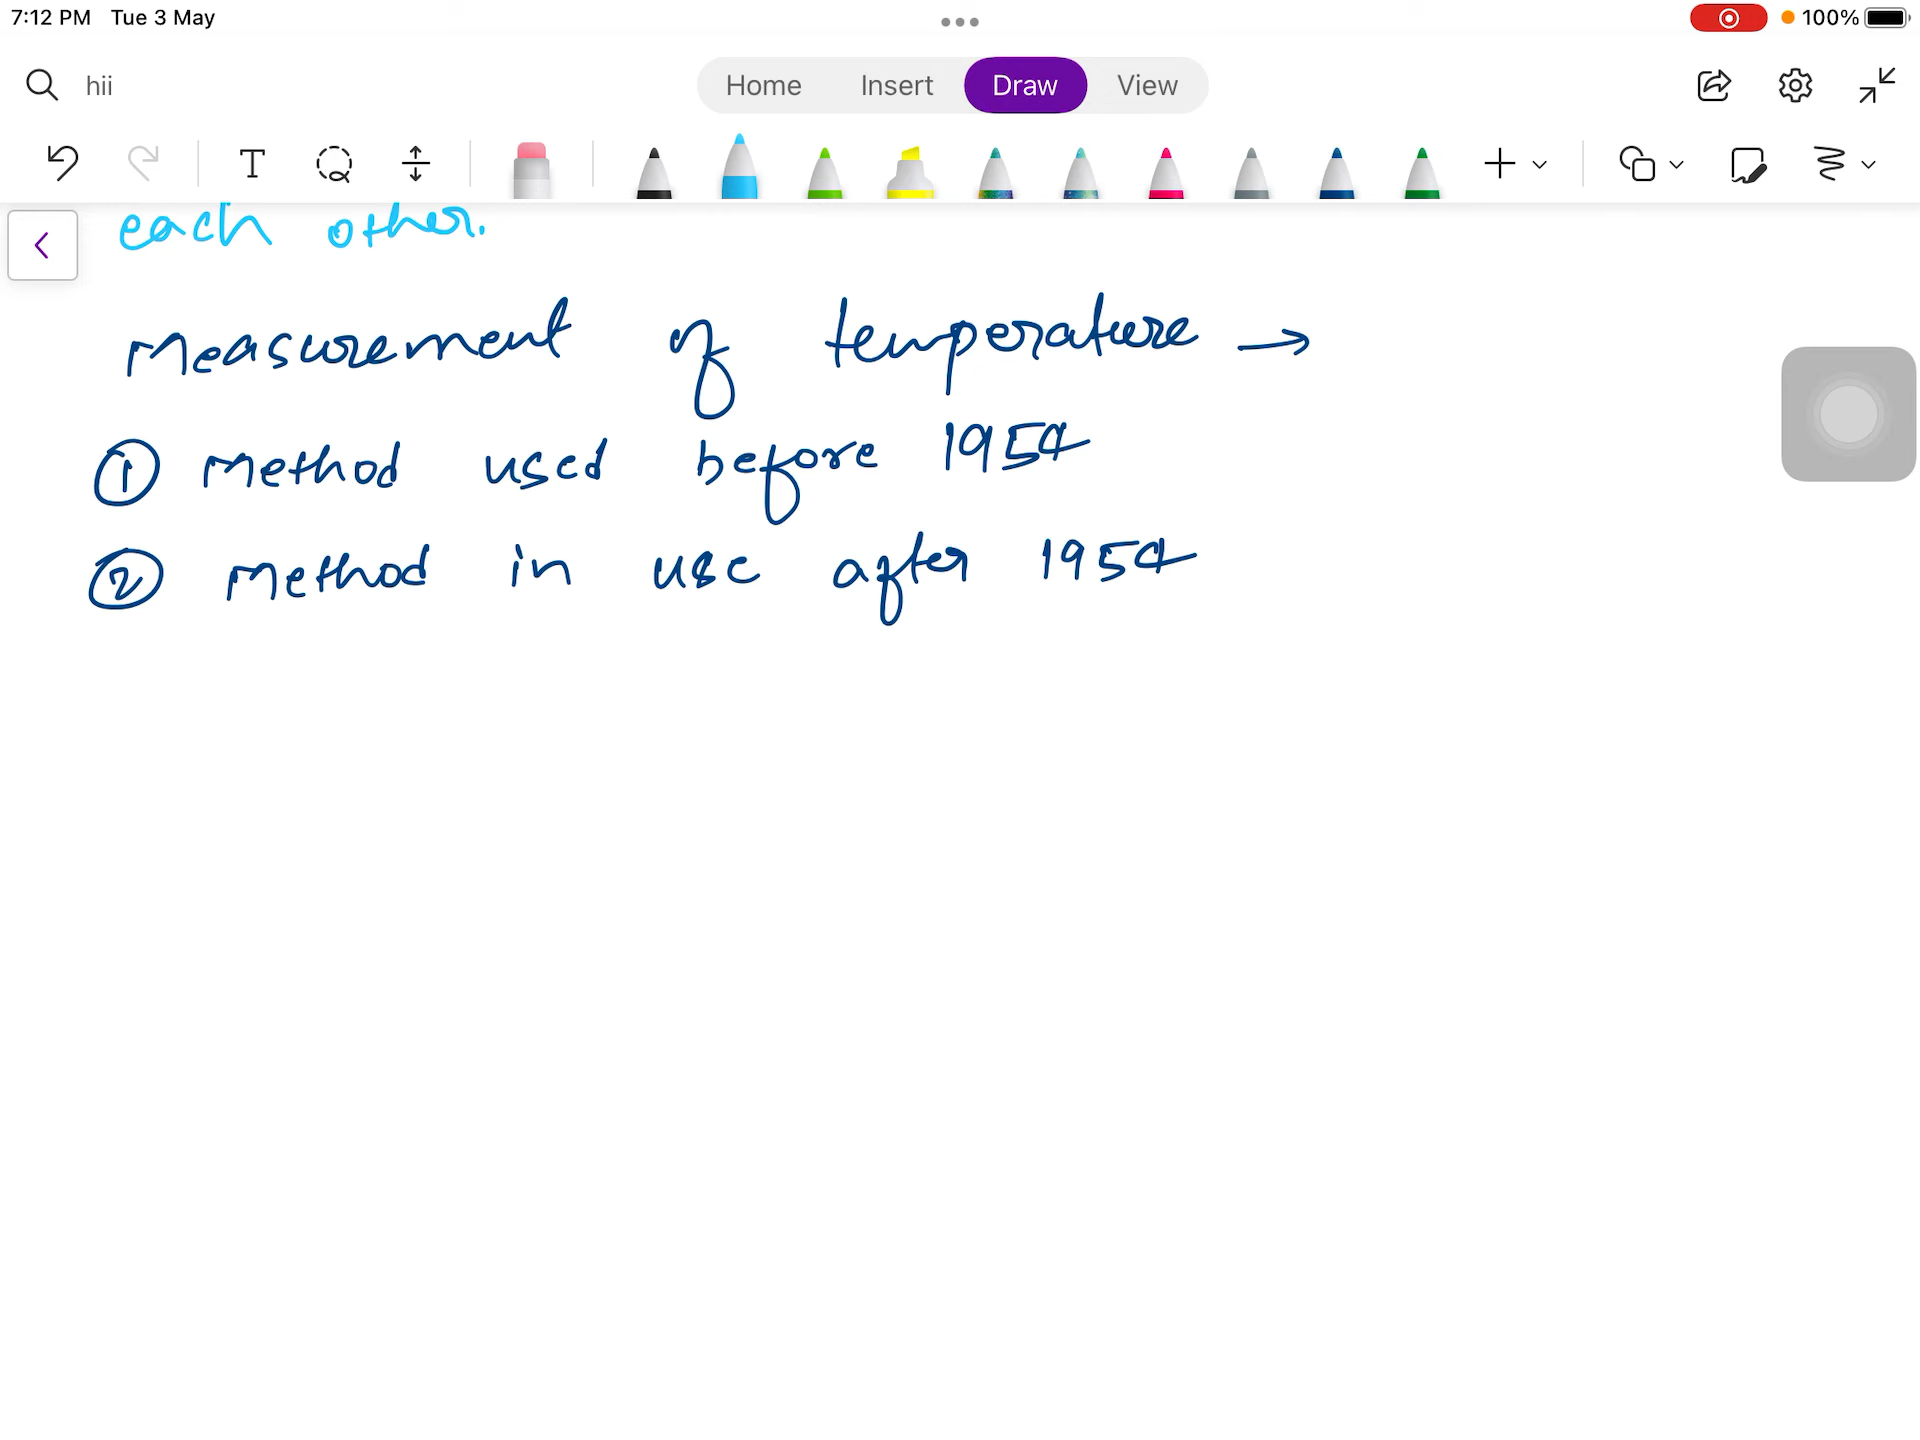 7:12 PM Tue 3 May
100%
hii
Home Insert Draw View
T
each other.
Measurement of temperature →
① Method used before 1954
② Method in use after 1954